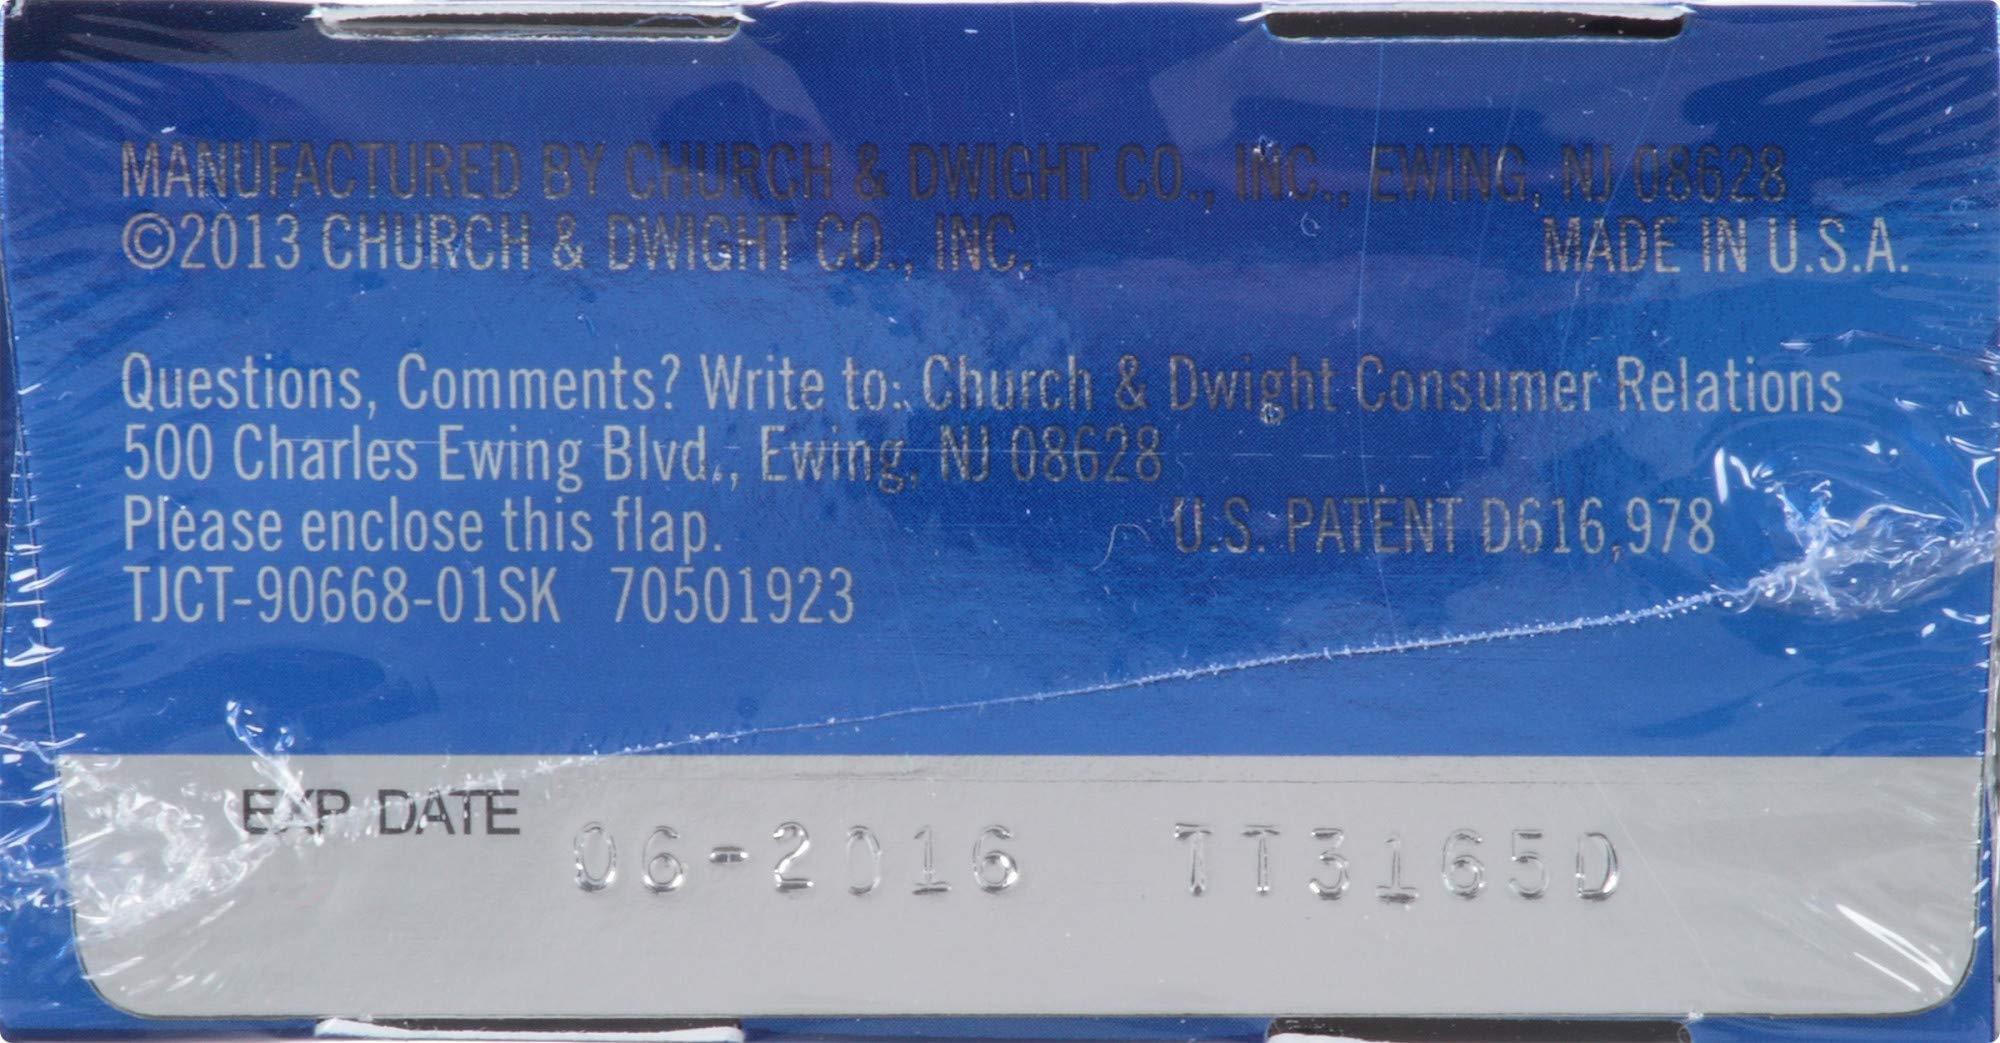 MANUFACTURED BY CHURCH & DWIGHT CO., INC., EWING, NJ 08628
©2013 CHURCH & DWIGHT CO., INC. MADE IN U.S.A.
Questions, Comments? Write to: Church & Dwight Consumer Relations
500 Charles Ewing Blvd., Ewing, NJ 08628
Please enclose this flap. U.S. PATENT D616,978
TJCT-90668-01SK 70501923
EXP DATE 06-2016 TT3165D